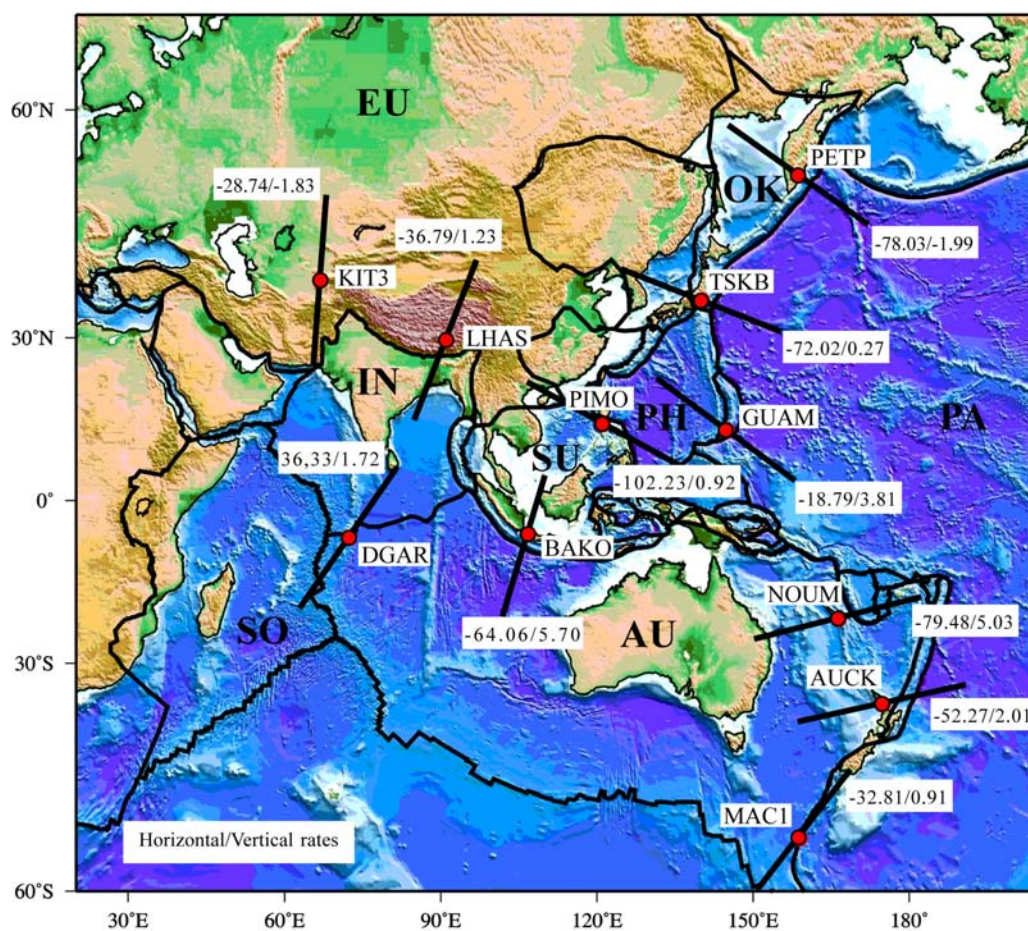 60°N
EU
PETP
OK
-28.74/-1.83
-36.79/1.23
-78.03/-1.99
KIT3
TSKB
30°N
LHAS
-72.02/0.27
IN
PIMO
PH
GUAM
PA
SU
36,33/1.72
-102.23/0.92
-18.79/3.81
0°
DGAR
BAKO
NOUM
SO
-64.06/5.70
AU
-79.48/5.03
30°S
AUCK
-52.27/2.01
-32.81/0.91
MAC1
Horizontal/Vertical rates
60°S
30°E
60°E
90°E
120°E
150°E
180°